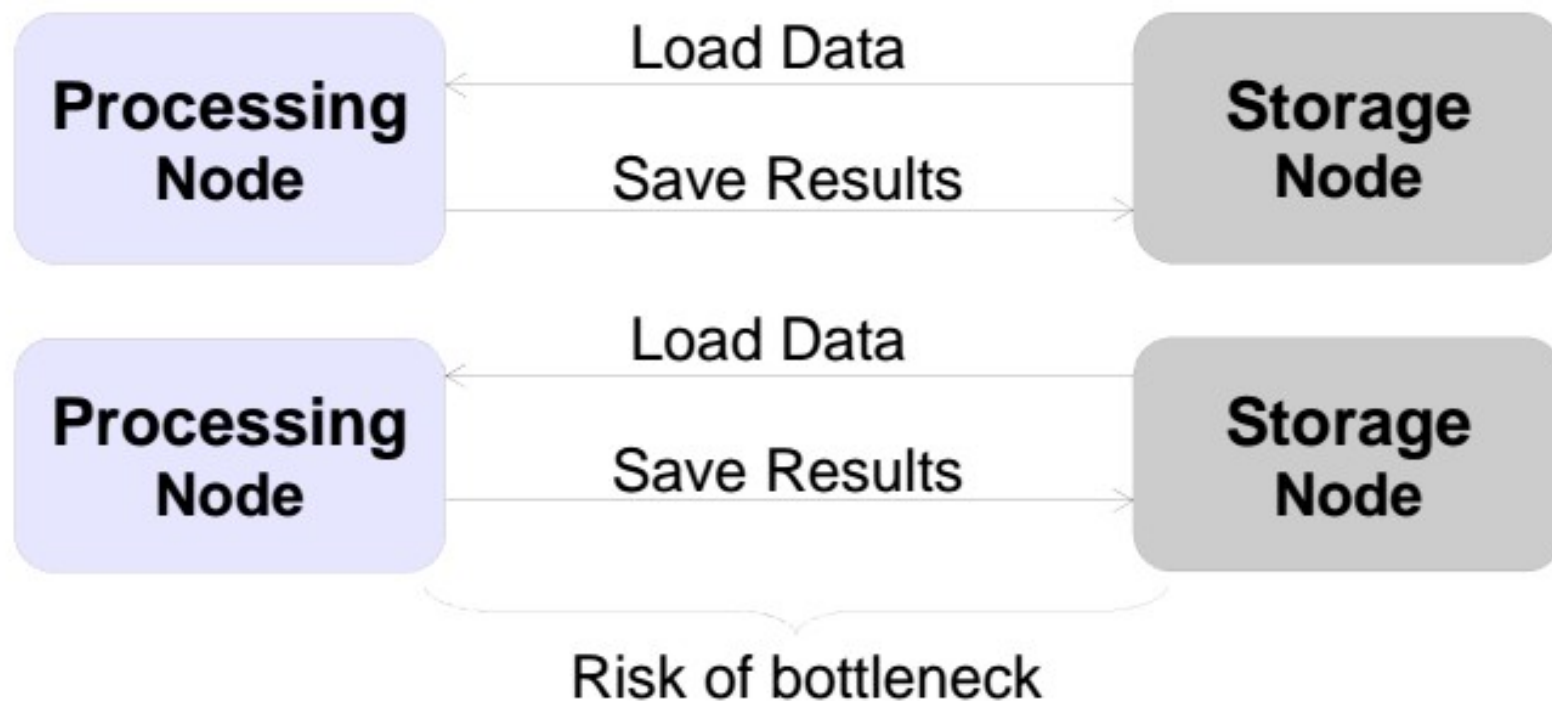 Load Data
Processing
Node
Save Results
Storage
Node
Load Data
Processing
Node
Save Results
Storage
Node
Risk of bottleneck